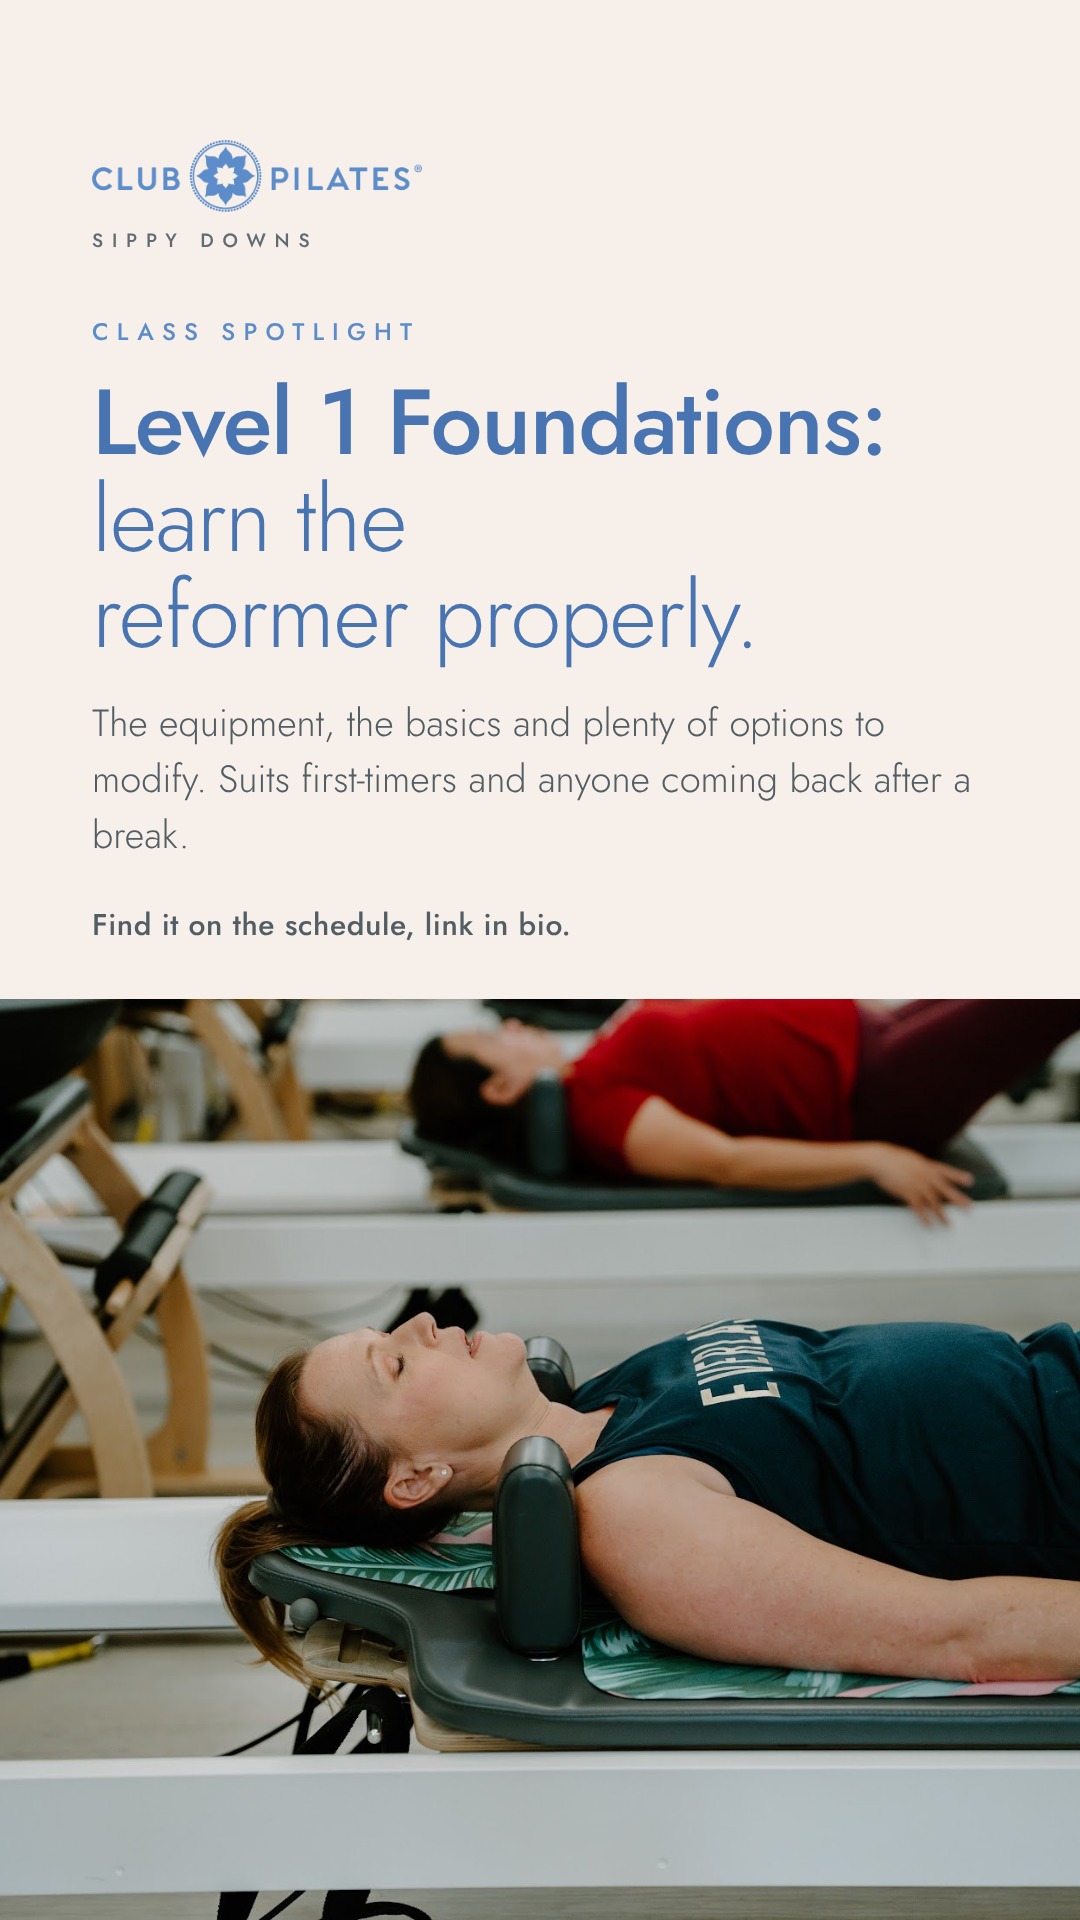 CLUB PILATES®
SIPPY DOWNS
CLASS SPOTLIGHT
Level 1 Foundations:
learn the
reformer properly.
The equipment, the basics and plenty of options to
modify. Suits first-timers and anyone coming back after a
break.
Find it on the schedule, link in bio.
EVERLAS